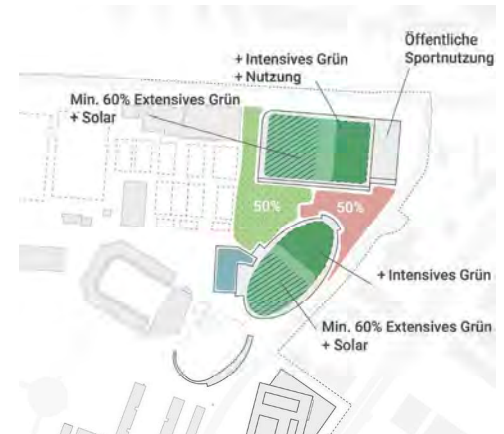 Öffentliche
Sportnutzung
+ Intensives Grün
+ Nutzung
Min. 60% Extensives Grün
+ Solar
50%
50%
+ Intensives Grün
Min. 60% Extensives Grün
+ Solar